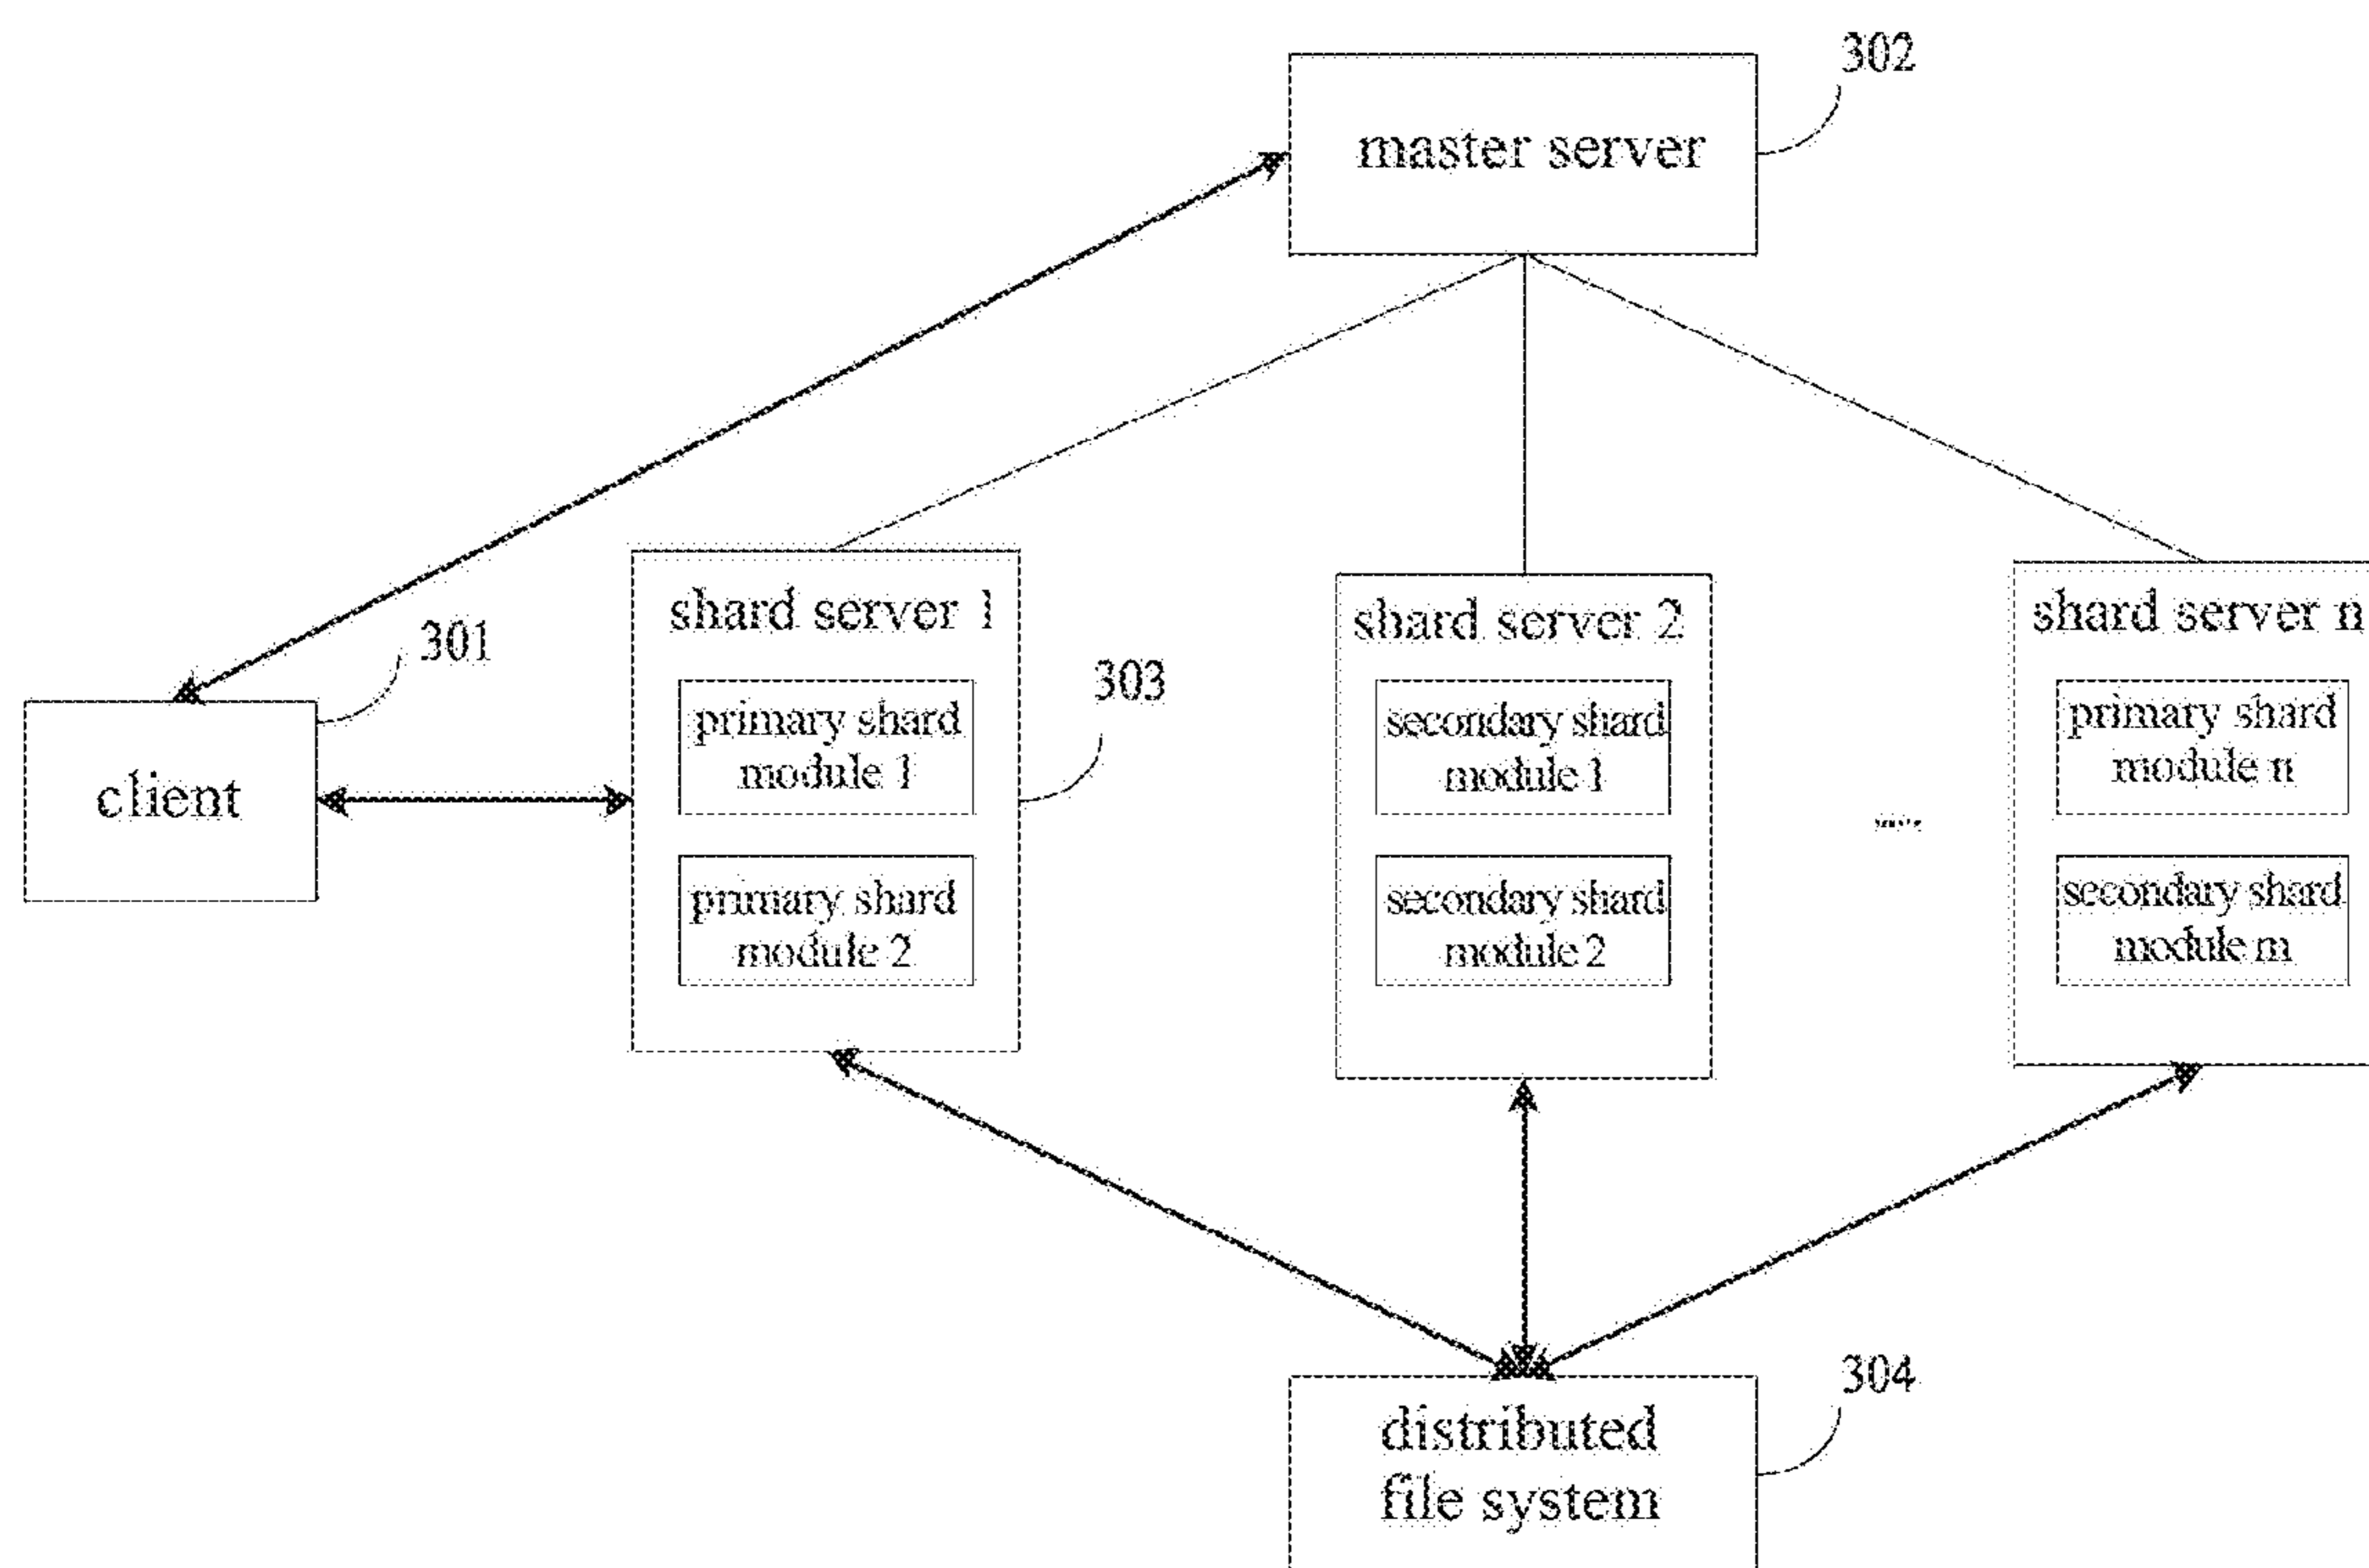 302
master server
301
client
shard server 1
primary shard
module 1
primary shard
module 2
303
shard server 2
secondary shard
module 1
secondary shard
module 2
shard server n
primary shard
module n
secondary shard
module m
304
distributed
file system